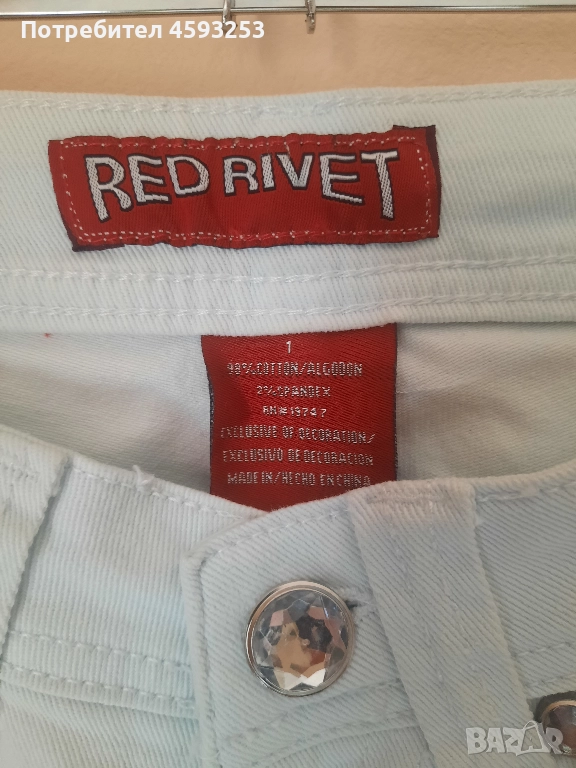 Потребител 4593253
RED RIVET
1
98% COTTON/ALGODON
2% SPANDEX
RN# 19747
EXCLUSIVE OF DECORATION/
EXCLUSIVO DE DECORACION
MADE IN/HECHO EN CHINA
BAZAR